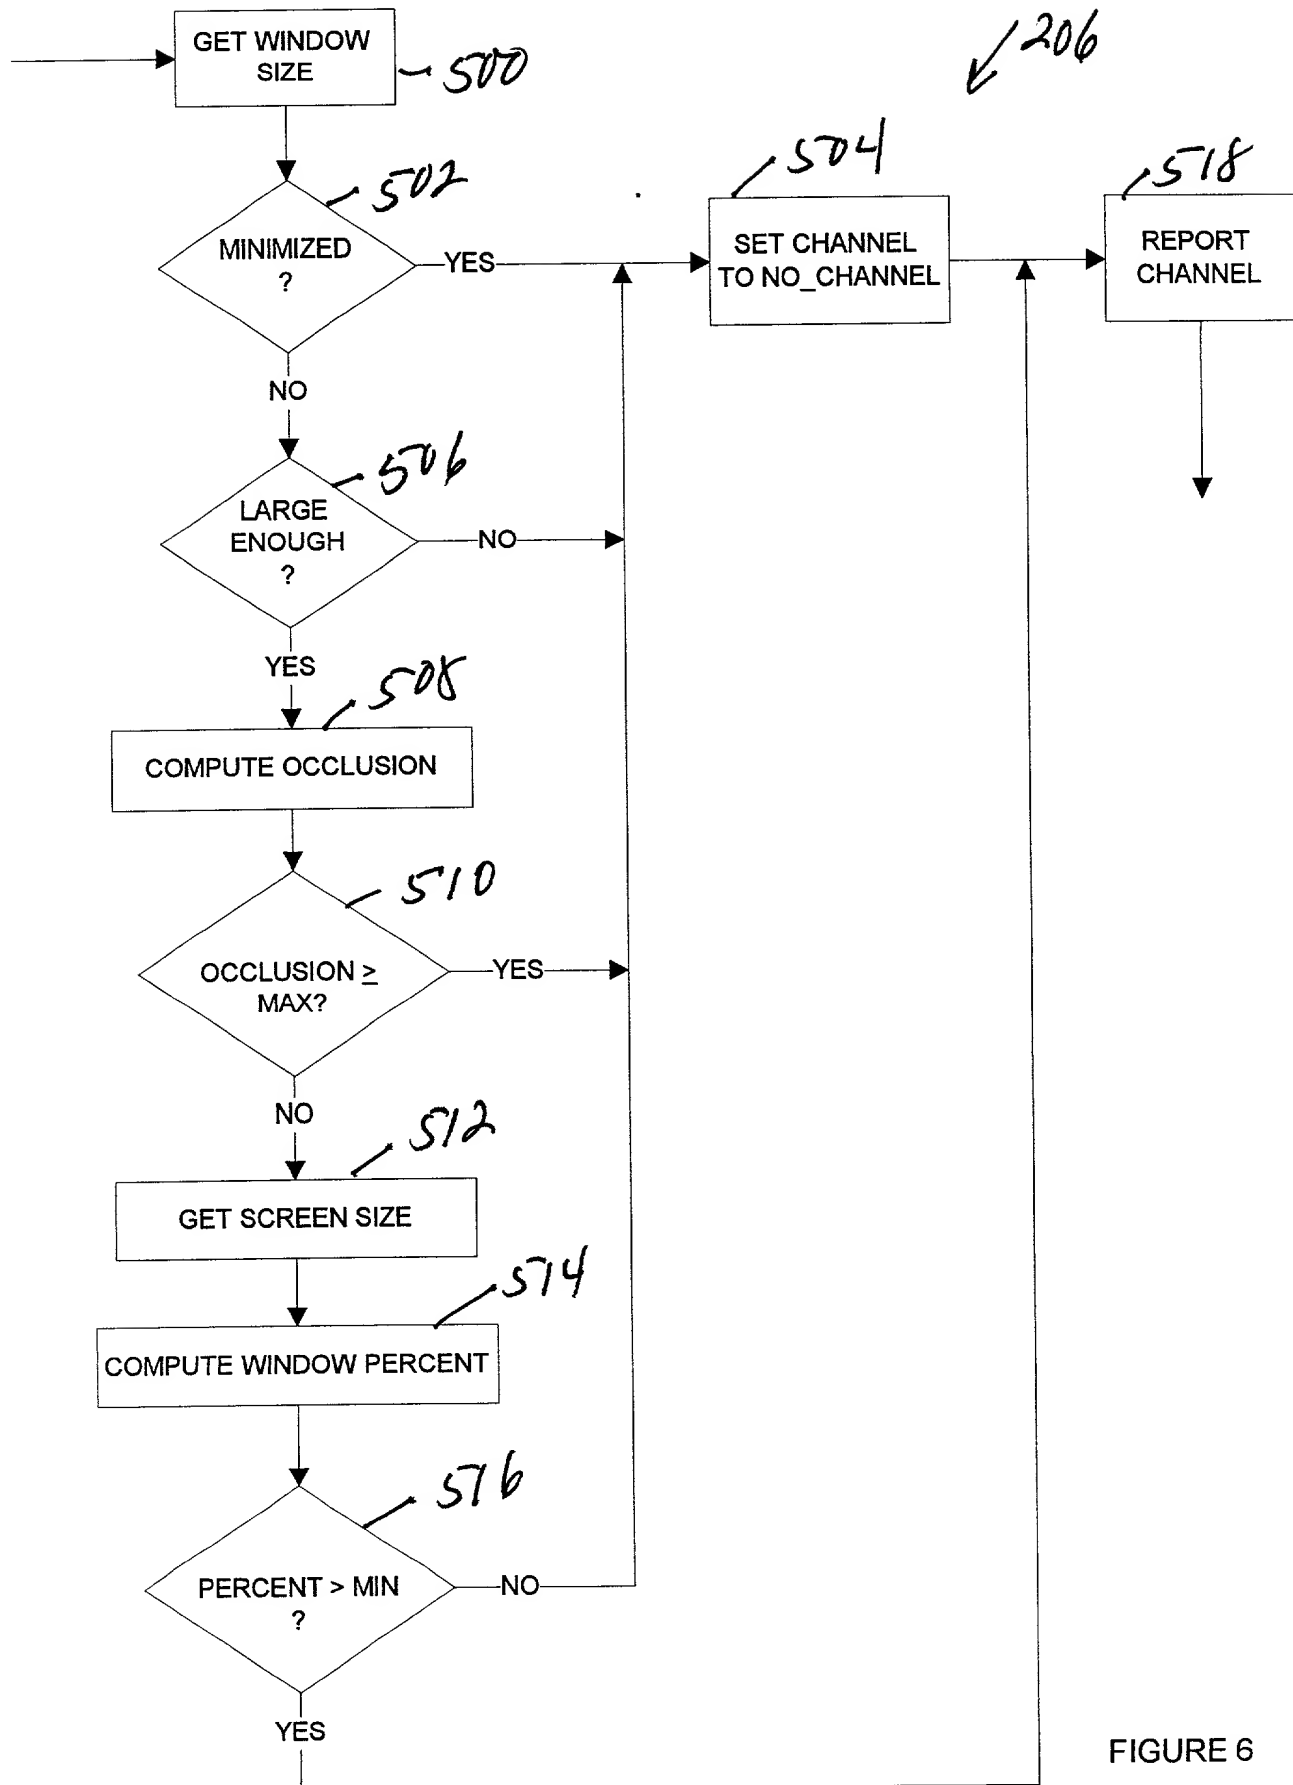 GET WINDOW
SIZE
500
206
502
504
518
MINIMIZED
?
YES
SET CHANNEL
TO NO_CHANNEL
REPORT
CHANNEL
NO
506
LARGE
ENOUGH
?
NO
YES
508
COMPUTE OCCLUSION
510
OCCLUSION ≥
MAX?
YES
NO
512
GET SCREEN SIZE
514
COMPUTE WINDOW PERCENT
516
PERCENT > MIN
?
NO
YES
FIGURE 6